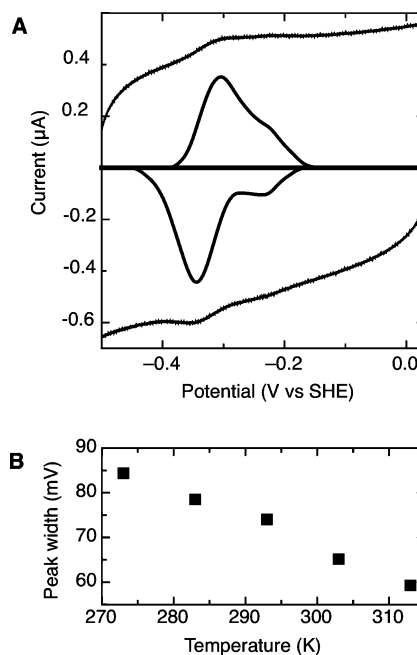 A
0.4
0.2
-0.2
-0.4
-0.6
Current (µA)
−0.4
−0.2
0.0
Potential (V vs SHE)
B
90
80
70
60
Peak width (mV)
270
280
290
300
310
Temperature (K)